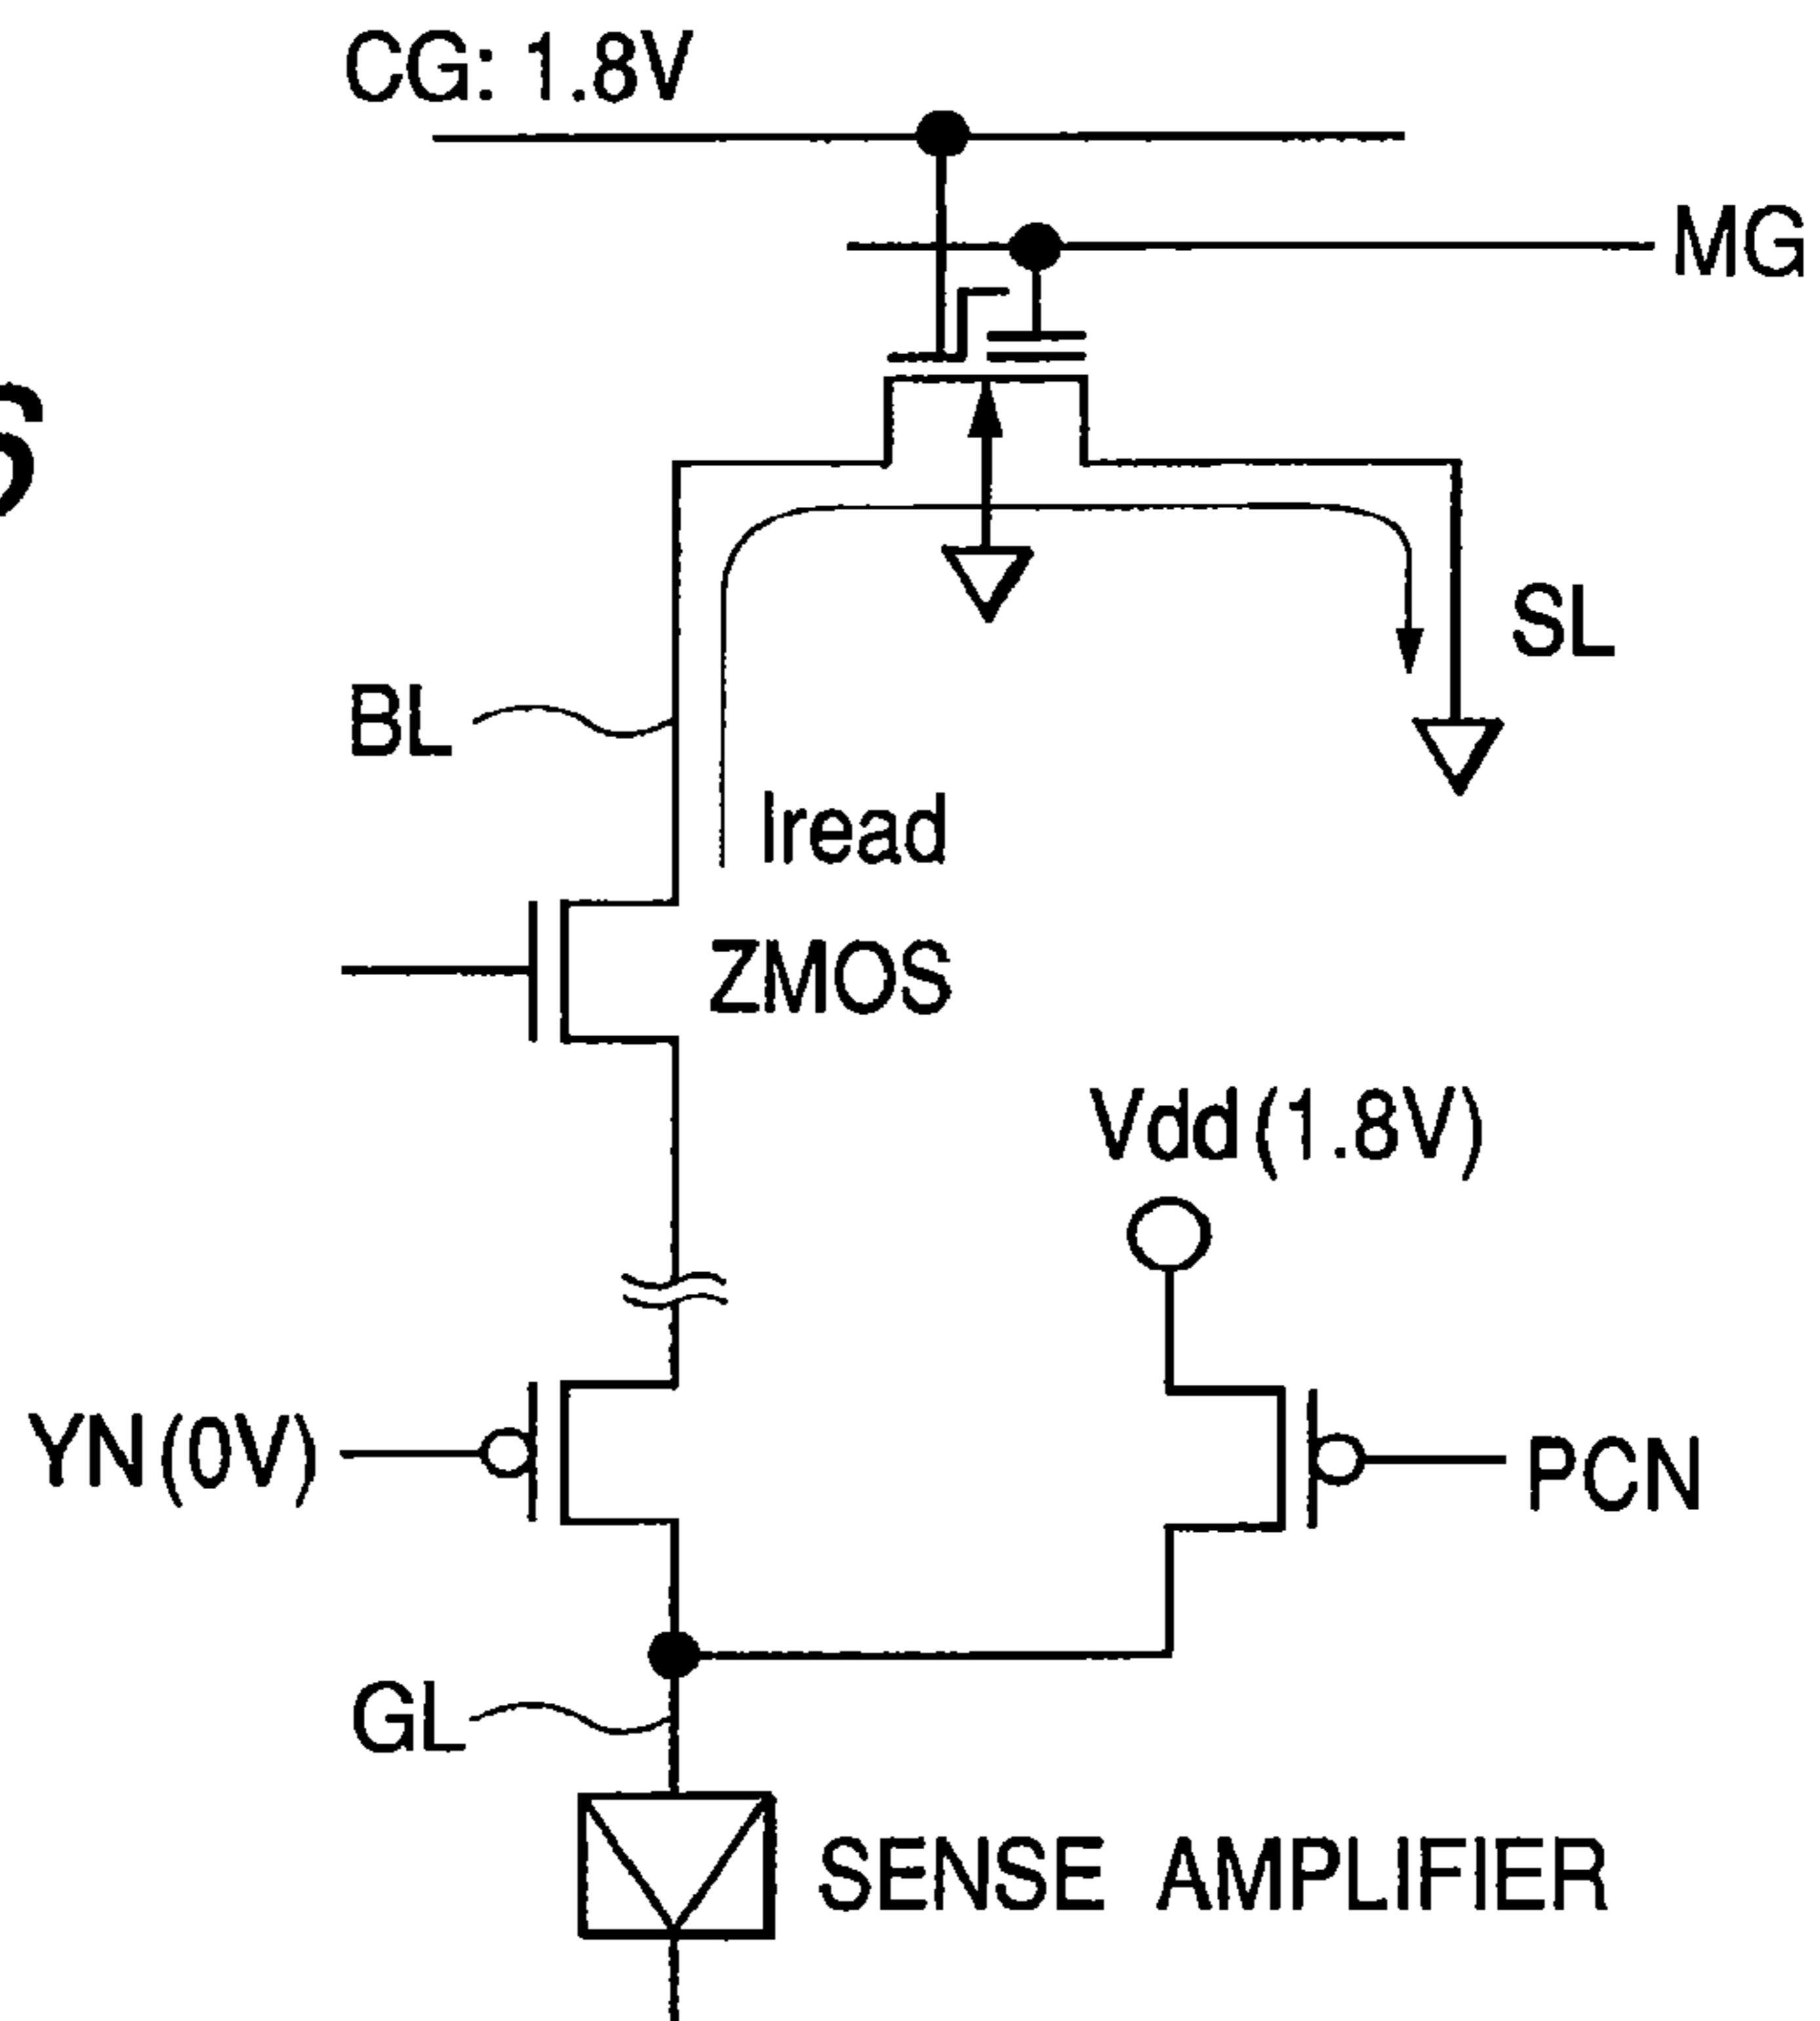 CG: 1.8V
MG
S
SL
BL
Iread
ZMOS
Vdd(1.8V)
YN(0V)
PCN
GL
SENSE AMPLIFIER